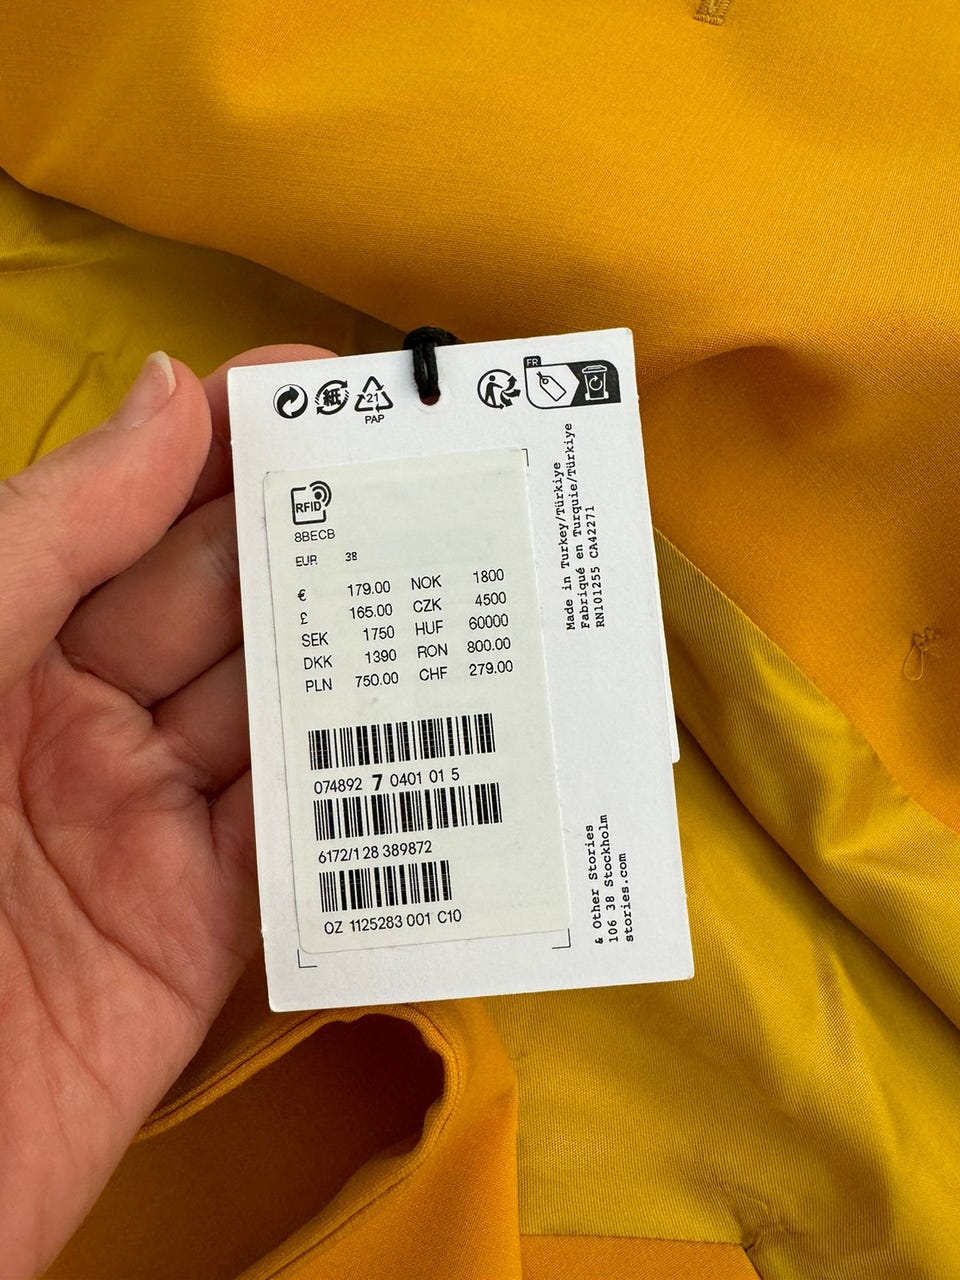 紙
21
PAP
FR
RFID
8BECB
EUR 38
€ 179.00 NOK 1800
£ 165.00 CZK 4500
SEK 1750 HUF 60000
DKK 1390 RON 800.00
PLN 750.00 CHF 279.00
074892 7 0401 01 5
6172/1 28 389872
OZ 1125283 001 C10
Made in Turkey/Türkiye
Fabriqué en Turquie/Türkiye
RN101255 CA42271
& Other Stories
106 38 Stockholm
stories.com